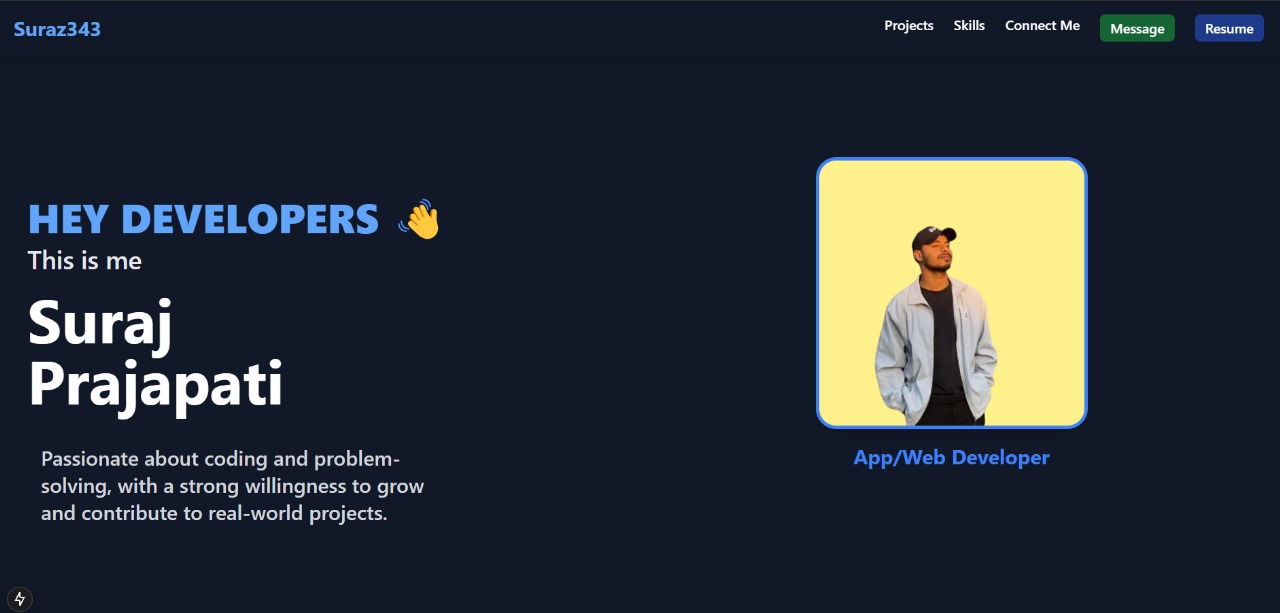 Suraz343
Projects Skills Connect Me Message Resume
HEY DEVELOPERS 👋
This is me
Suraj
Prajapati
Passionate about coding and problem-
solving, with a strong willingness to grow
and contribute to real-world projects.
App/Web Developer